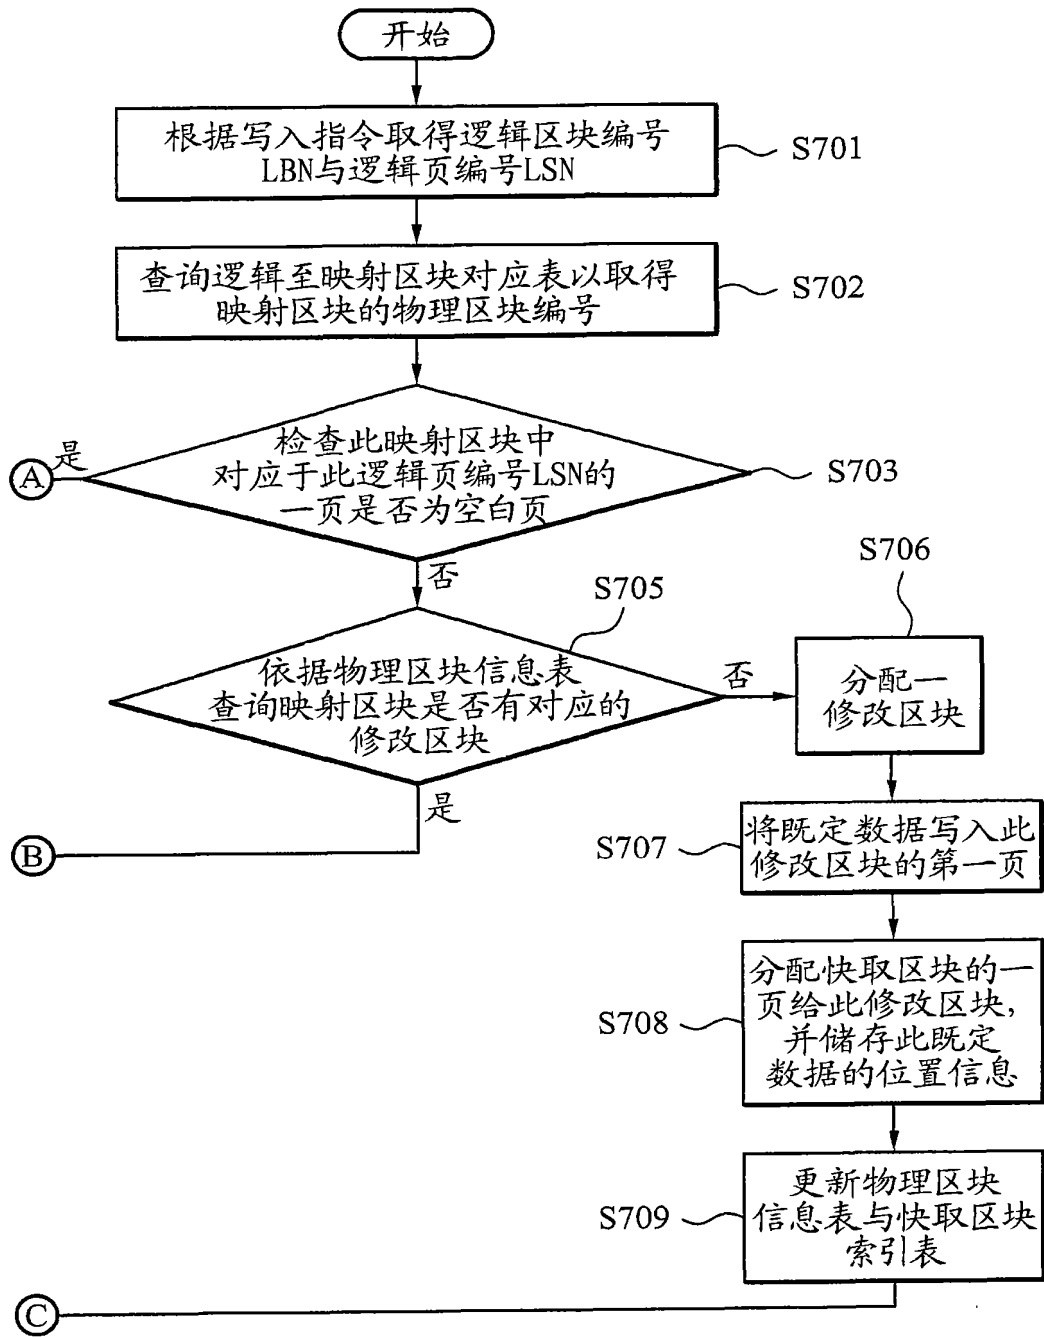 开始
根据写入指令取得逻辑区块编号
LBN与逻辑页编号LSN
S701
查询逻辑至映射区块对应表以取得
映射区块的物理区块编号
S702
是
A
检查此映射区块中
对应于此逻辑页编号LSN的
一页是否为空白页
S703
否
S705
S706
依据物理区块信息表
查询映射区块是否有对应的
修改区块
否
分配一
修改区块
是
B
S707
将既定数据写入此
修改区块的第一页
S708
分配快取区块的一
页给此修改区块,
并储存此既定
数据的位置信息
S709
更新物理区块
信息表与快取区块
索引表
C